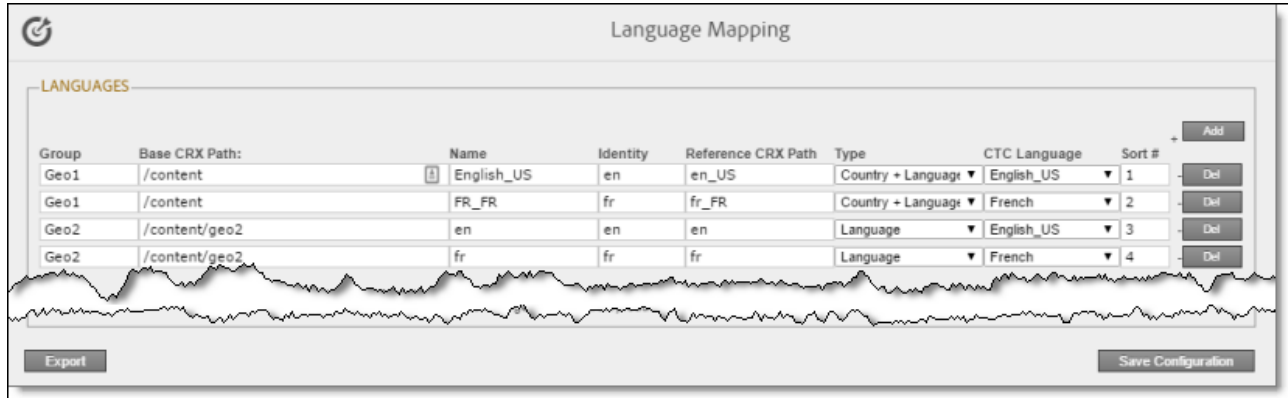 Language Mapping
LANGUAGES
+ Add
Group Base CRX Path: Name Identity Reference CRX Path Type CTC Language Sort #
Geo1 /content English_US en en_US Country + Language English_US 1 - Del
Geo1 /content FR_FR fr fr_FR Country + Language French 2 - Del
Geo2 /content/geo2 en en en Language English_US 3 - Del
Geo2 /content/geo2 fr fr fr Language French 4 - Del
Export Save Configuration